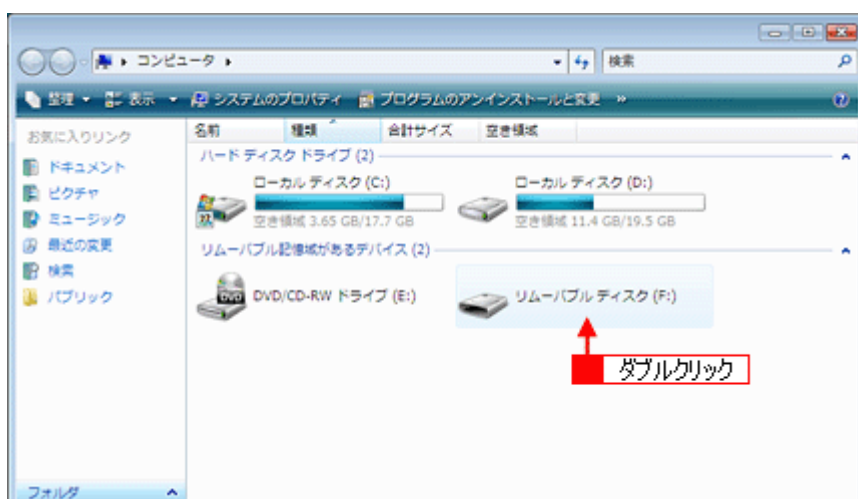 コンピュータ
検索
整理 表示 システムのプロパティ プログラムのアンインストールと変更 »
お気に入りリンク
ドキュメント
ピクチャ
ミュージック
最近の変更
検索
パブリック
フォルダ
名前 種類 合計サイズ 空き領域
ハード ディスク ドライブ (2)
ローカル ディスク (C:)
空き領域 3.65 GB/17.7 GB
ローカル ディスク (D:)
空き領域 11.4 GB/19.5 GB
リムーバブル記憶域があるデバイス (2)
DVD
DVD/CD-RW ドライブ (E:)
リムーバブル ディスク (F:)
ダブルクリック